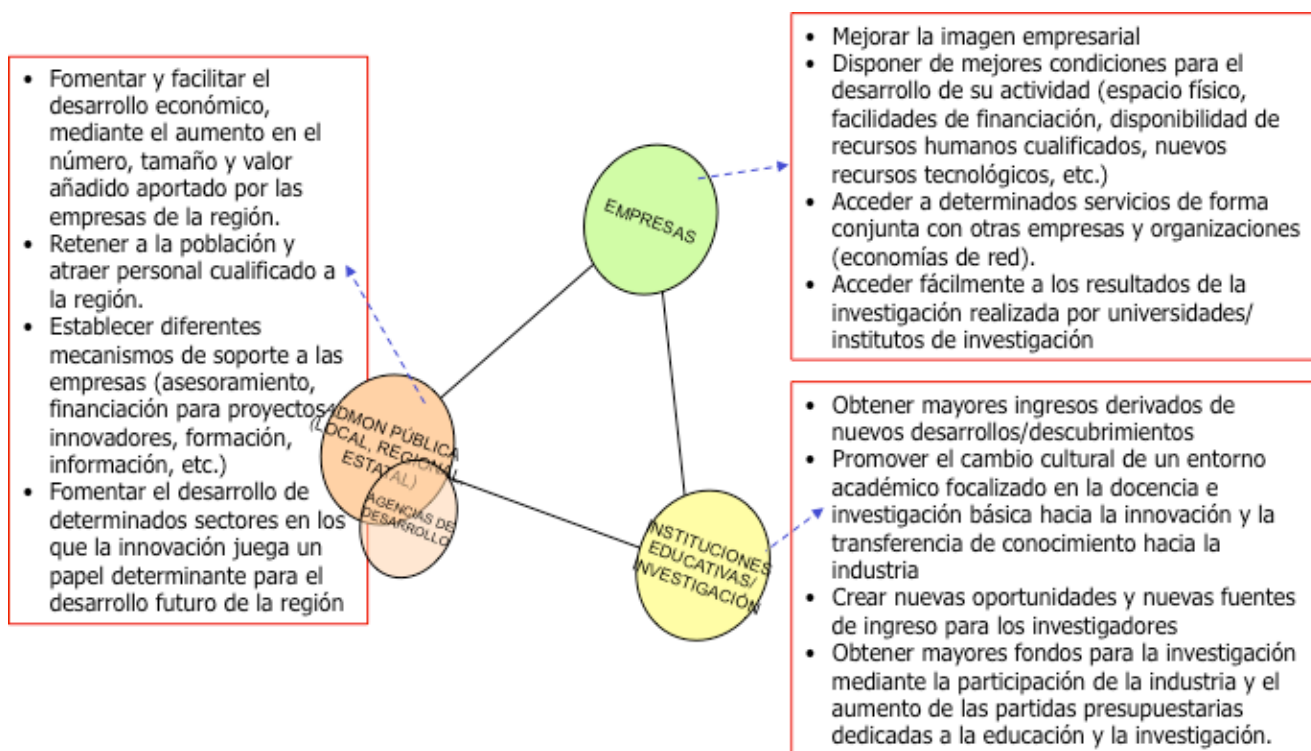 • Fomentar y facilitar el
desarrollo económico,
mediante el aumento en el
número, tamaño y valor
añadido aportado por las
empresas de la región.
• Retener a la población y
atraer personal cualificado a
la región.
• Establecer diferentes
mecanismos de soporte a las
empresas (asesoramiento,
financiación para proyectos
innovadores, formación,
información, etc.)
• Fomentar el desarrollo de
determinados sectores en los
que la innovación juega un
papel determinante para el
desarrollo futuro de la región
EMPRESAS
ADMON PÚBLICA
(LOCAL, REGIONAL
ESTATAL)
AGENCIAS DE
DESARROLLO
INSTITUCIONES
EDUCATIVAS/
INVESTIGACIÓN
• Mejorar la imagen empresarial
• Disponer de mejores condiciones para el
desarrollo de su actividad (espacio físico,
facilidades de financiación, disponibilidad de
recursos humanos cualificados, nuevos
recursos tecnológicos, etc.)
• Acceder a determinados servicios de forma
conjunta con otras empresas y organizaciones
(economías de red).
• Acceder fácilmente a los resultados de la
investigación realizada por universidades/
institutos de investigación
• Obtener mayores ingresos derivados de
nuevos desarrollos/descubrimientos
• Promover el cambio cultural de un entorno
académico focalizado en la docencia e
investigación básica hacia la innovación y la
transferencia de conocimiento hacia la
industria
• Crear nuevas oportunidades y nuevas fuentes
de ingreso para los investigadores
• Obtener mayores fondos para la investigación
mediante la participación de la industria y el
aumento de las partidas presupuestarias
dedicadas a la educación y la investigación.